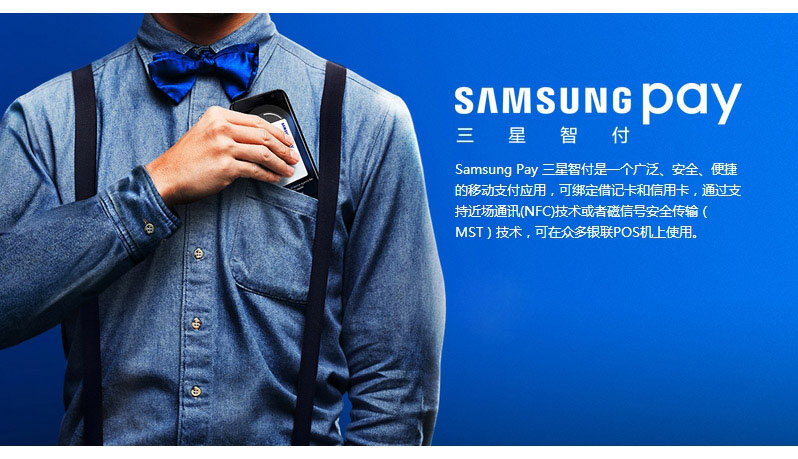 SAMSUNG pay
三星智付
Samsung Pay 三星智付是一个广泛、安全、便捷
的移动支付应用，可绑定借记卡和信用卡，通过支
持近场通讯(NFC)技术或者磁信号安全传输（
MST）技术，可在众多银联POS机上使用。